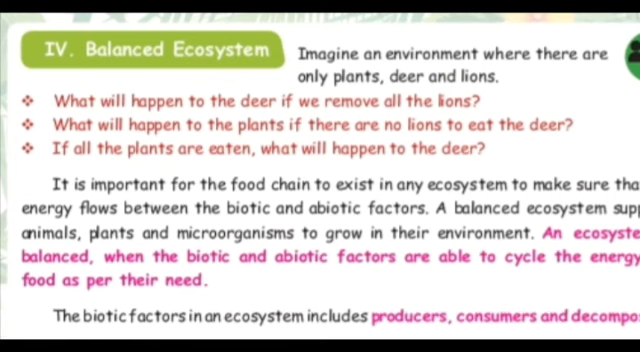 IV. Balanced Ecosystem
Imagine an environment where there are
only plants, deer and lions.
❖ What will happen to the deer if we remove all the lions?
❖ What will happen to the plants if there are no lions to eat the deer?
❖ If all the plants are eaten, what will happen to the deer?
It is important for the food chain to exist in any ecosystem to make sure
energy flows between the biotic and abiotic factors. A balanced ecosystem
animals, plants and microorganisms to grow in their environment. An
balanced, when the biotic and abiotic factors are able to cycle the energy
food as per their need.
The biotic factors in an ecosystem includes producers, consumers and